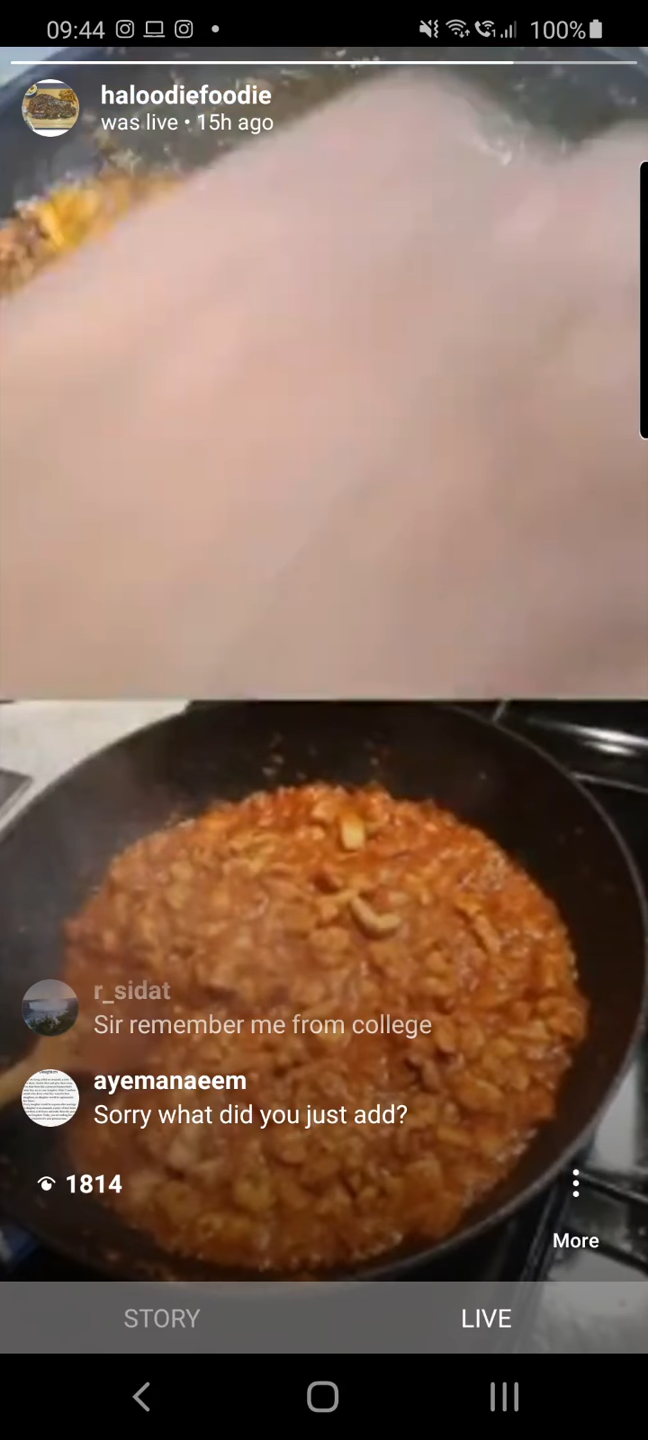 09:44
100%
haloodiefoodie
was live • 15h ago
r_sidat
Sir remember me from college
ayemanaeem
Sorry what did you just add?
1814
More
STORY
LIVE